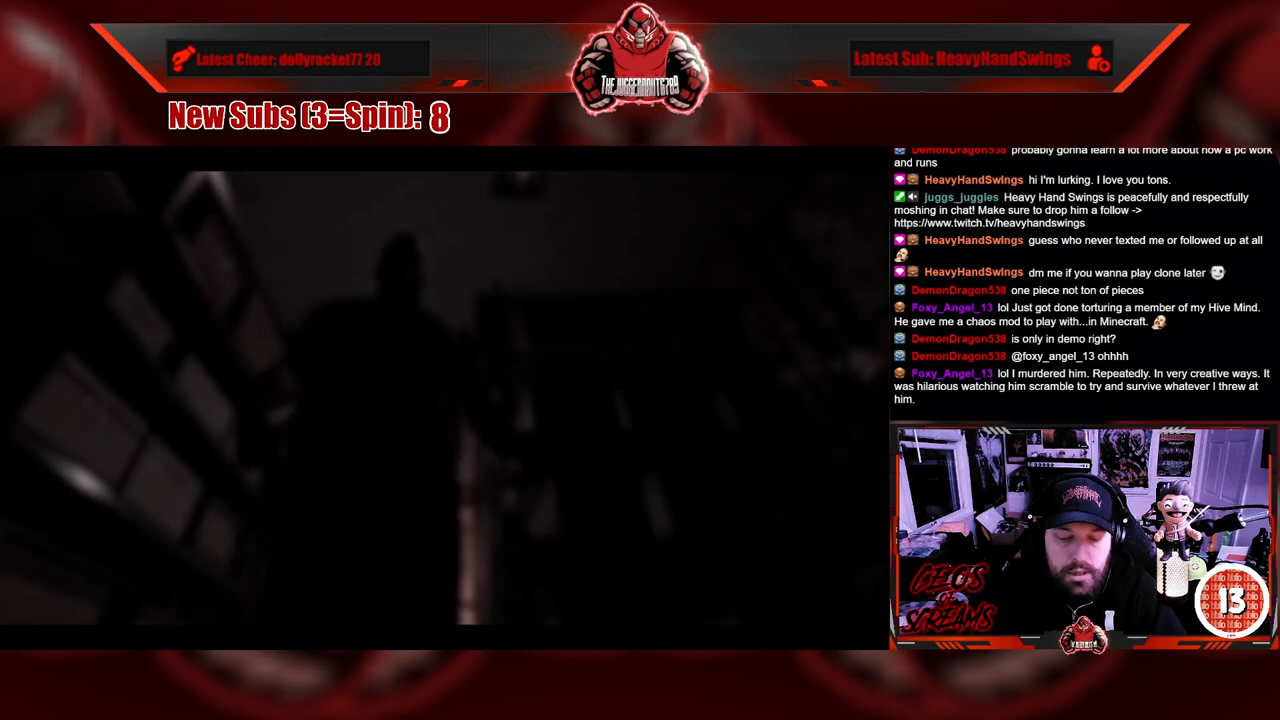 Latest Cheer: dollyrocket77 20
THEJUGGERNAUT6789
Latest Sub: HeavyHandSwings
New Subs (3=Spin): 8
DemonDragon538 probably gonna learn a lot more about how a pc work
and runs
HeavyHandSwings hi I'm lurking. I love you tons.
juggs_juggles Heavy Hand Swings is peacefully and respectfully
moshing in chat! Make sure to drop him a follow ->
https://www.twitch.tv/heavyhandswings
HeavyHandSwings guess who never texted me or followed up at all
HeavyHandSwings dm me if you wanna play clone later
DemonDragon538 one piece not ton of pieces
Foxy_Angel_13 lol Just got done torturing a member of my Hive Mind.
He gave me a chaos mod to play with...in Minecraft.
DemonDragon538 is only in demo right?
DemonDragon538 @foxy_angel_13 ohhhh
Foxy_Angel_13 lol I murdered him. Repeatedly. In very creative ways. It
was hilarious watching him scramble to try and survive whatever I threw at
him.
CEO'S
SCREAMS
13